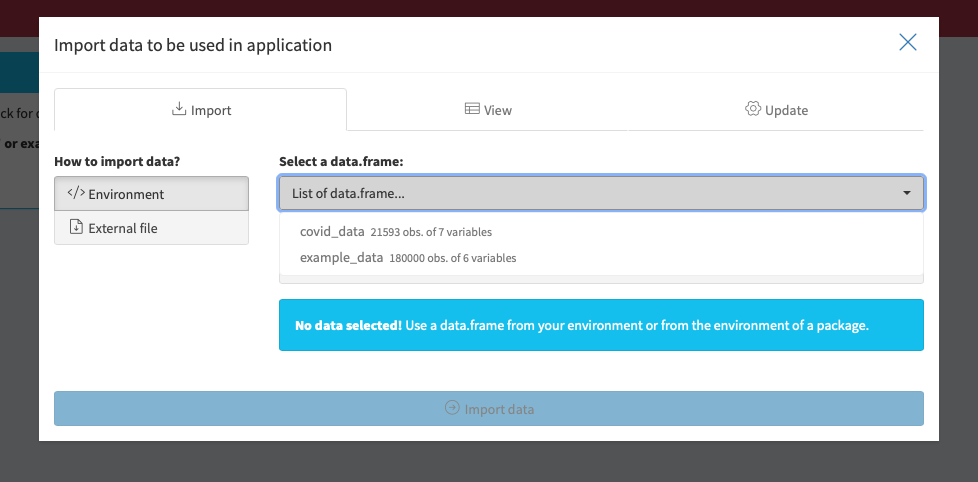 Import data to be used in application
Import
View
Update
ck for
or exa
How to import data?
Environment
External file
Select a data.frame:
List of data.frame...
covid_data 21593 obs. of 7 variables
example_data 180000 obs. of 6 variables
No data selected! Use a data.frame from your environment or from the environment of a package.
Import data